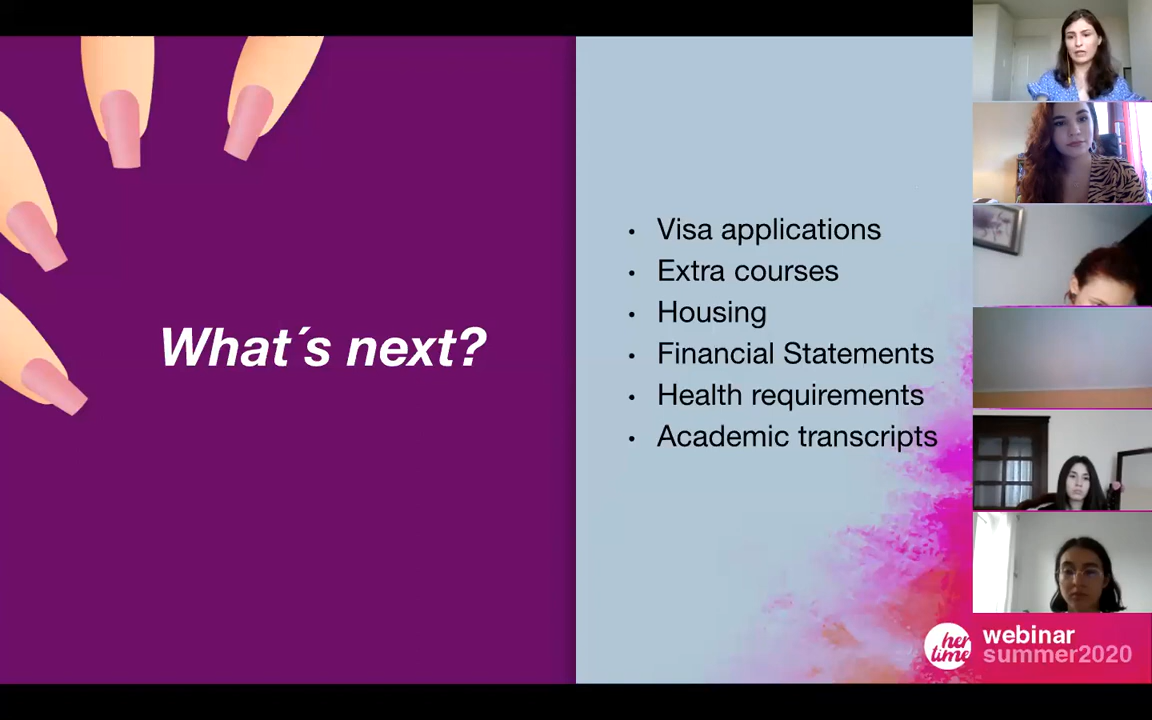 What´s next?
• Visa applications
• Extra courses
• Housing
• Financial Statements
• Health requirements
• Academic transcripts
her
time
webinar
summer2020